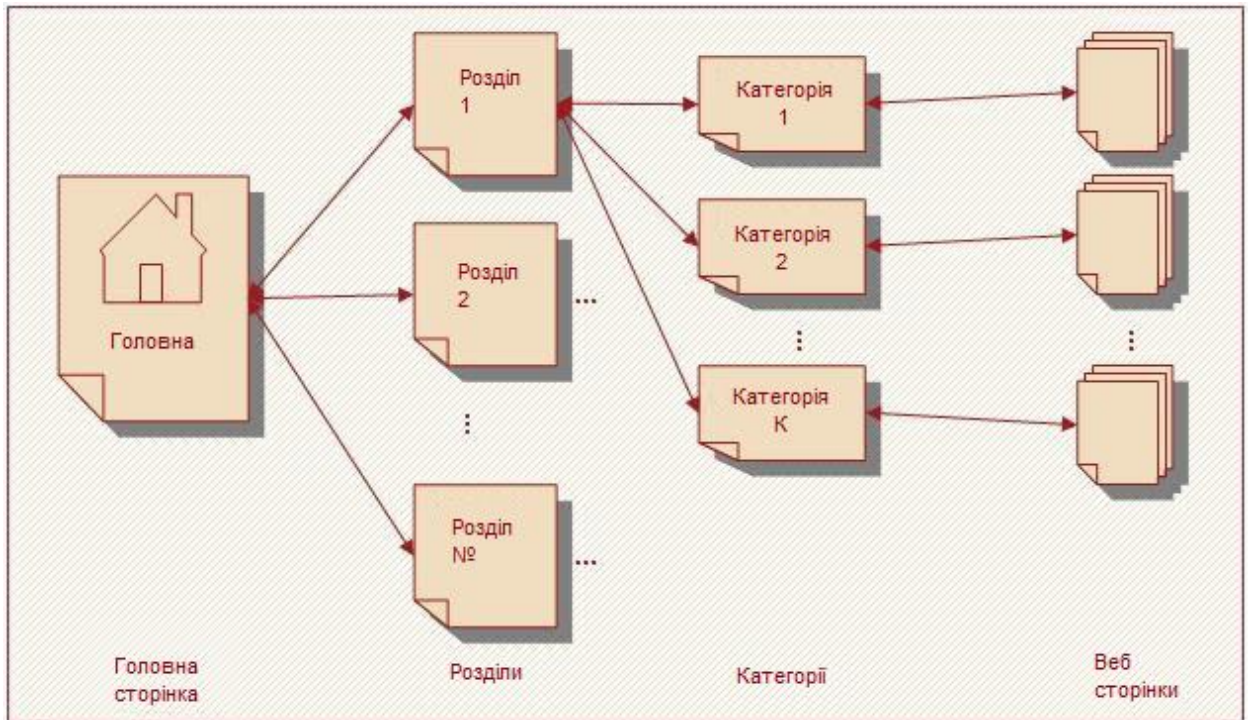 Головна
Розділ
1
Розділ
2
...
⋮
Розділ
№
...
Категорія
1
Категорія
2
⋮
Категорія
К
⋮
Головна
сторінка
Розділи
Категорії
Веб
сторінки